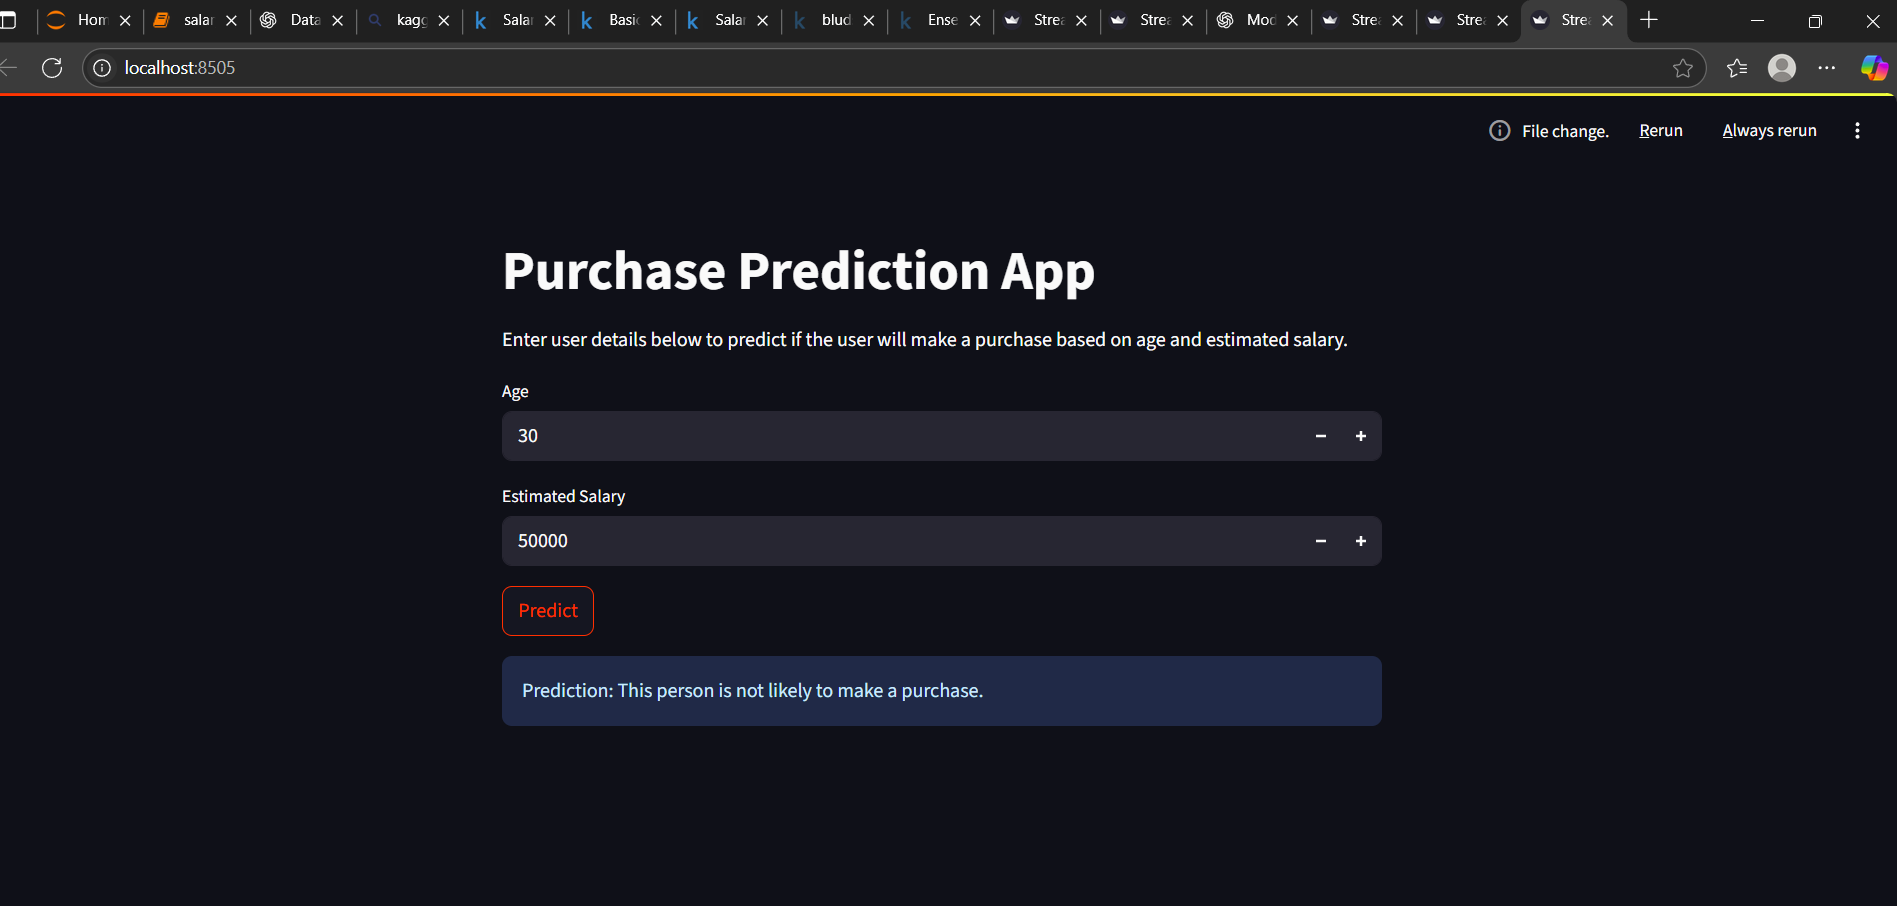 Hom
salar
Data
kagg
Salar
Basic
Salar
blud
Ense
Strea
Strea
Mod
Strea
Strea
Strea
localhost:8505
File change. Rerun Always rerun
Purchase Prediction App
Enter user details below to predict if the user will make a purchase based on age and estimated salary.
Age
30
Estimated Salary
50000
Predict
Prediction: This person is not likely to make a purchase.